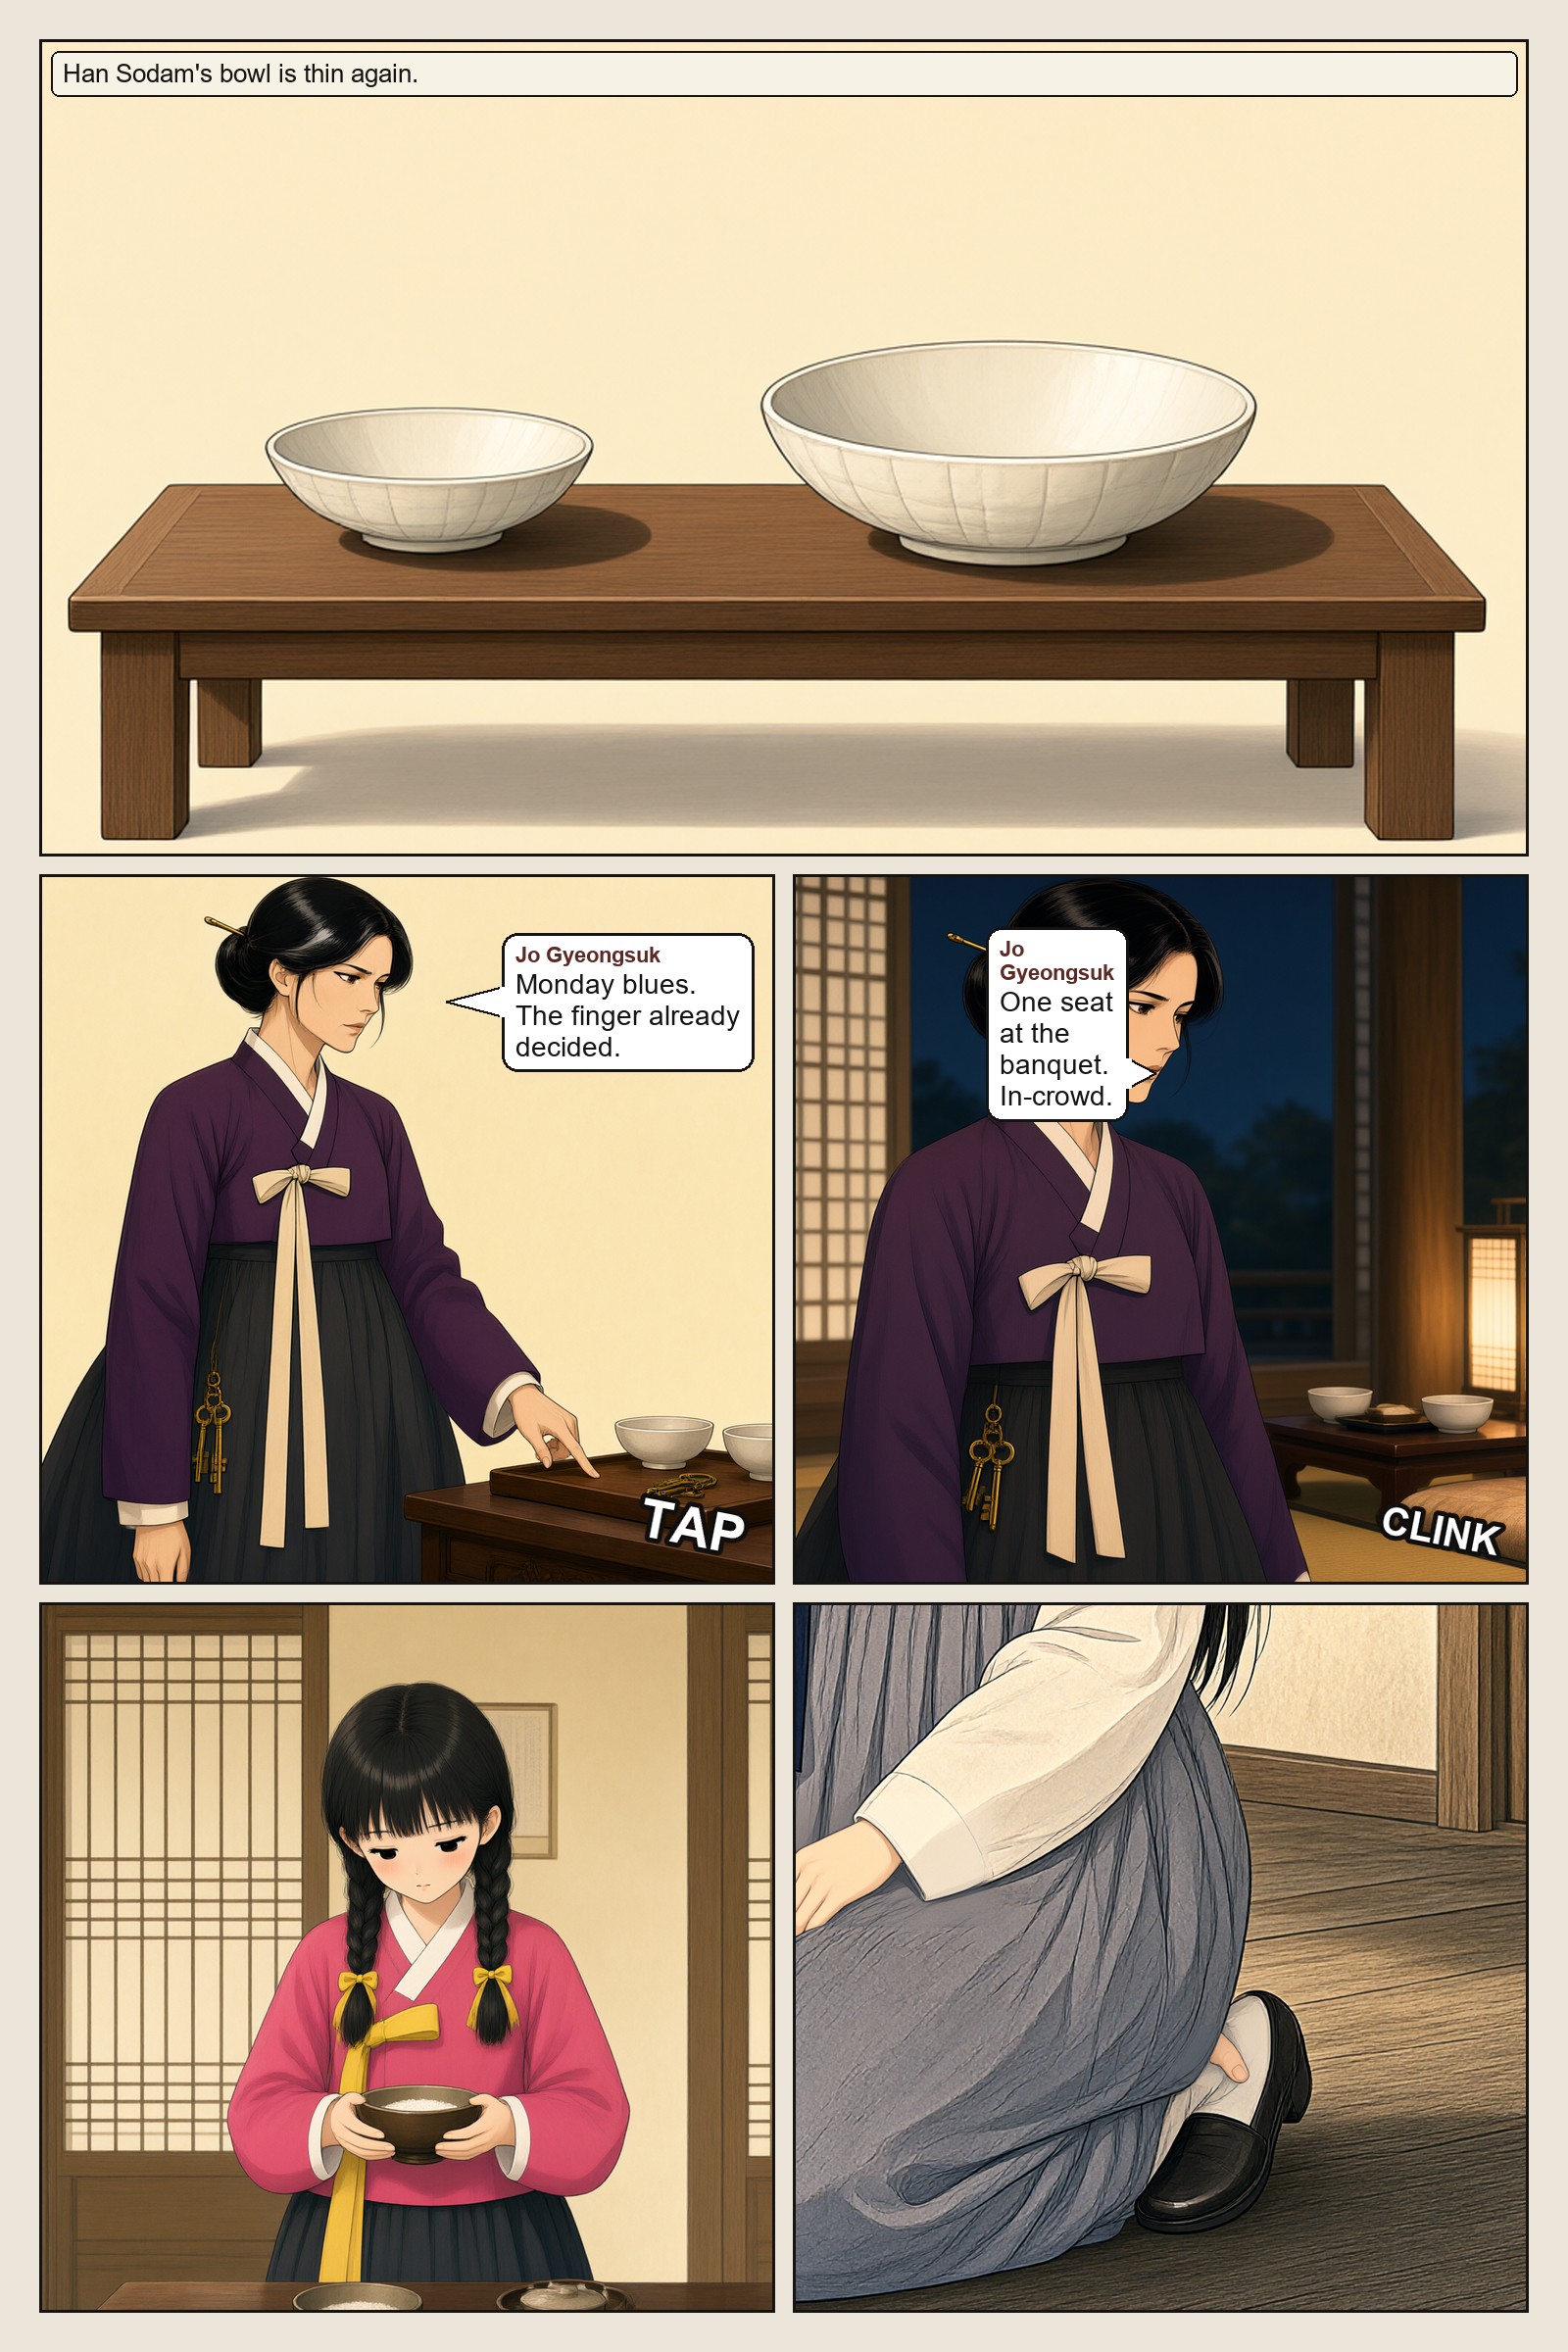 Han Sodam's bowl is thin again.
Jo Gyeongsuk
Monday blues.
The finger already
decided.
TAP
Jo
Gyeongsuk
One seat
at the
banquet.
In-crowd.
CLINK